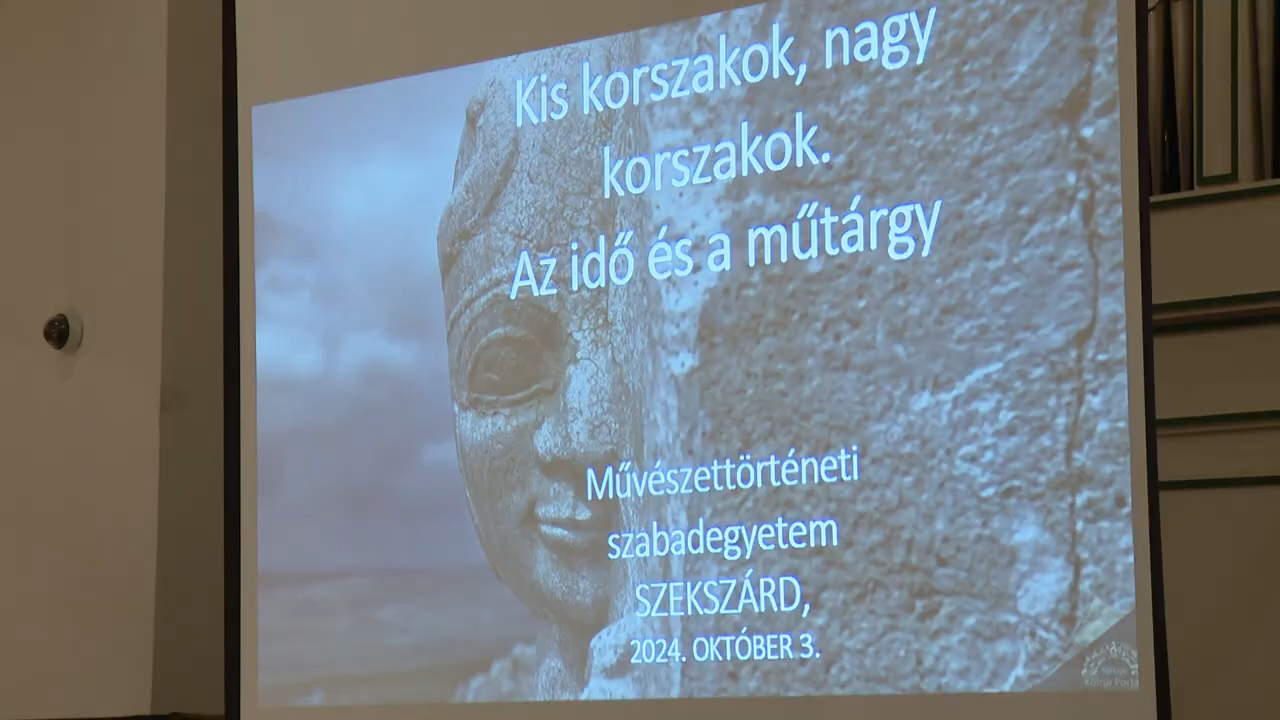 Kis korszakok, nagy
korszakok.
Az idő és a műtárgy
Művészettörténeti
szabadegyetem
SZEKSZÁRD,
2024. OKTÓBER 3.